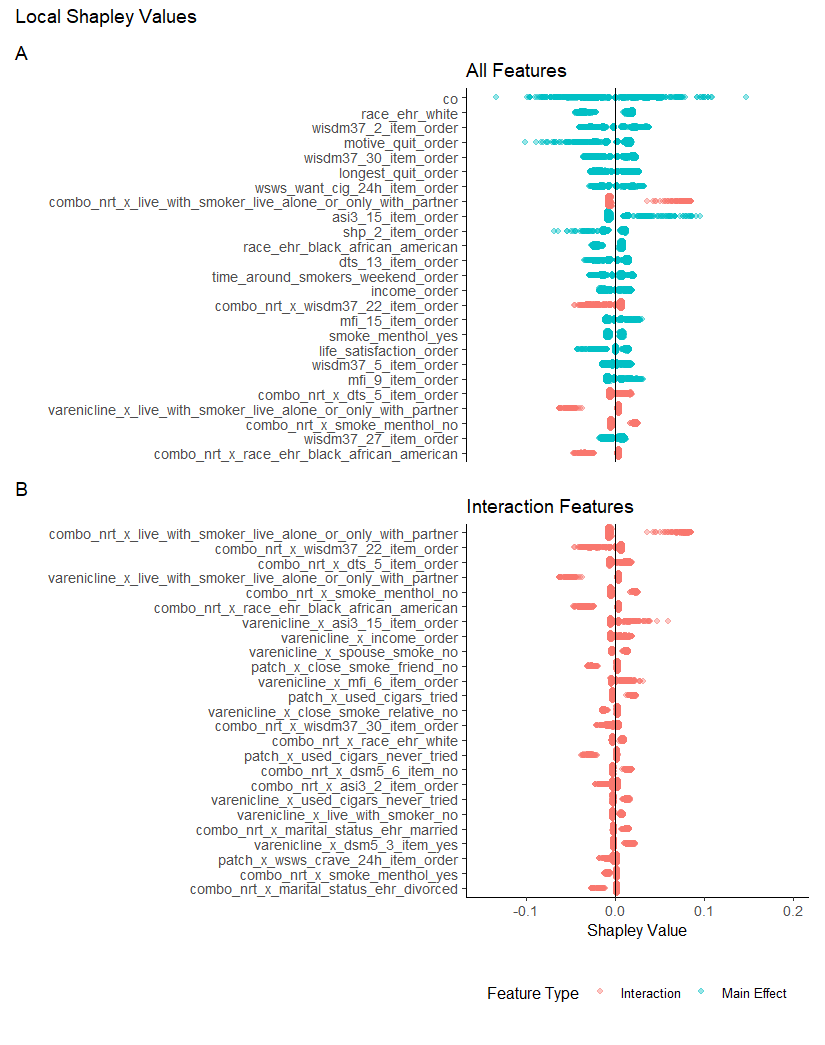 Local Shapley Values
A
All Features
co
race_ehr_white
wisdm37_2_item_order
motive_quit_order
wisdm37_30_item_order
longest_quit_order
wsws_want_cig_24h_item_order
combo_nrt_x_live_with_smoker_live_alone_or_only_with_partner
asi3_15_item_order
shp_2_item_order
race_ehr_black_african_american
dts_13_item_order
time_around_smokers_weekend_order
income_order
combo_nrt_x_wisdm37_22_item_order
mfi_15_item_order
smoke_menthol_yes
life_satisfaction_order
wisdm37_5_item_order
mfi_9_item_order
combo_nrt_x_dts_5_item_order
varenicline_x_live_with_smoker_live_alone_or_only_with_partner
combo_nrt_x_smoke_menthol_no
wisdm37_27_item_order
combo_nrt_x_race_ehr_black_african_american
B
Interaction Features
combo_nrt_x_live_with_smoker_live_alone_or_only_with_partner
combo_nrt_x_wisdm37_22_item_order
combo_nrt_x_dts_5_item_order
varenicline_x_live_with_smoker_live_alone_or_only_with_partner
combo_nrt_x_smoke_menthol_no
combo_nrt_x_race_ehr_black_african_american
varenicline_x_asi3_15_item_order
varenicline_x_income_order
varenicline_x_spouse_smoke_no
patch_x_close_smoke_friend_no
varenicline_x_mfi_6_item_order
patch_x_used_cigars_tried
varenicline_x_close_smoke_relative_no
combo_nrt_x_wisdm37_30_item_order
combo_nrt_x_race_ehr_white
patch_x_used_cigars_never_tried
combo_nrt_x_dsm5_6_item_no
combo_nrt_x_asi3_2_item_order
varenicline_x_used_cigars_never_tried
varenicline_x_live_with_smoker_no
combo_nrt_x_marital_status_ehr_married
varenicline_x_dsm5_3_item_yes
patch_x_wsws_crave_24h_item_order
combo_nrt_x_smoke_menthol_yes
combo_nrt_x_marital_status_ehr_divorced
-0.1 0.0 0.1 0.2
Shapley Value
Feature Type Interaction Main Effect